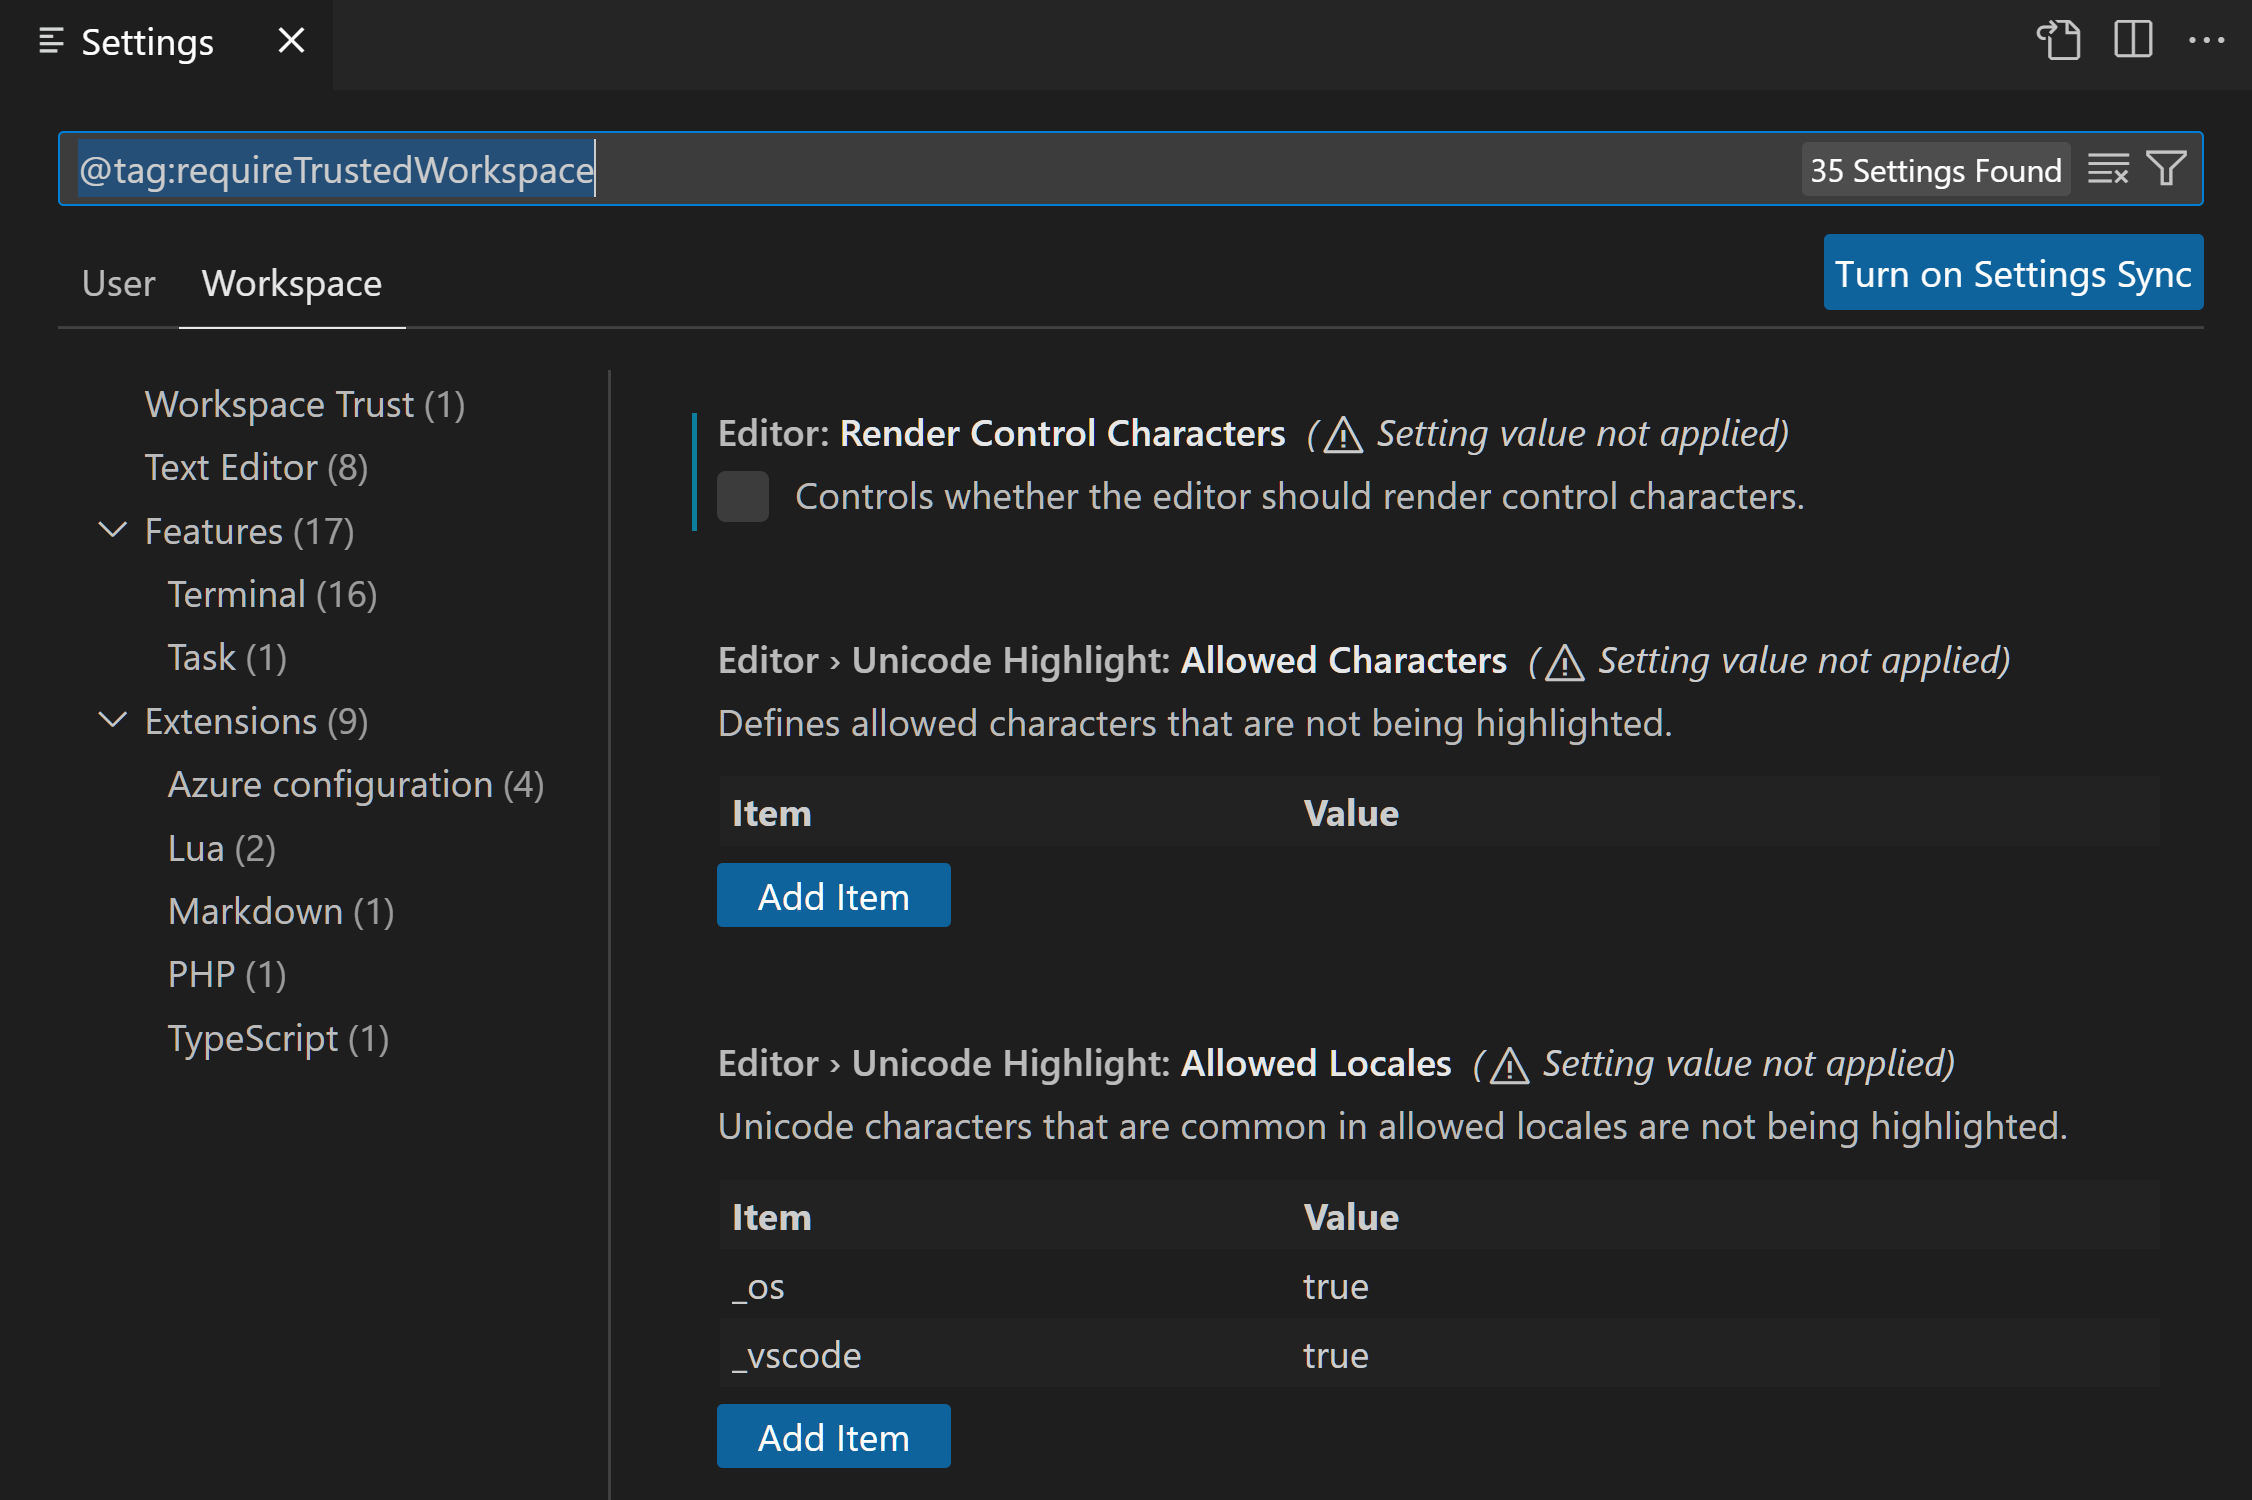 Settings
@tag:requireTrustedWorkspace
35 Settings Found
User
Workspace
Turn on Settings Sync
Workspace Trust (1)
Text Editor (8)
Features (17)
Terminal (16)
Task (1)
Extensions (9)
Azure configuration (4)
Lua (2)
Markdown (1)
PHP (1)
TypeScript (1)
Editor: Render Control Characters (⚠ Setting value not applied)
Controls whether the editor should render control characters.
Editor › Unicode Highlight: Allowed Characters (⚠ Setting value not applied)
Defines allowed characters that are not being highlighted.
Item Value
Add Item
Editor › Unicode Highlight: Allowed Locales (⚠ Setting value not applied)
Unicode characters that are common in allowed locales are not being highlighted.
Item Value
_os true
_vscode true
Add Item